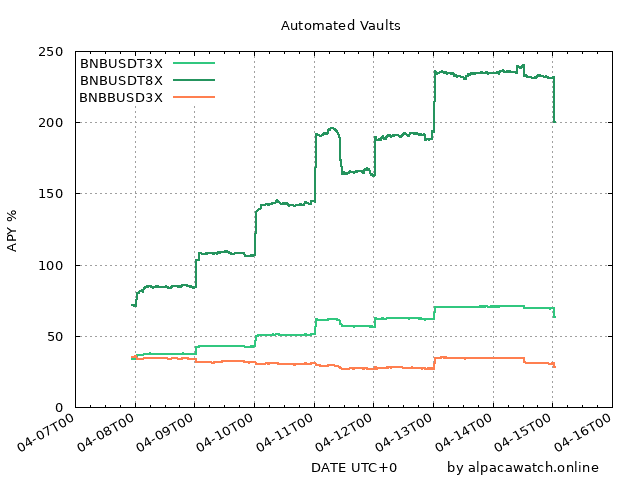 Automated Vaults
250
200
150
100
50
0
APY %
BNBUSDT3X
BNBUSDT8X
BNBBUSD3X
04-07T00
04-08T00
04-09T00
04-10T00
04-11T00
04-12T00
04-13T00
04-14T00
04-15T00
04-16T00
DATE UTC+0
by alpacawatch.online